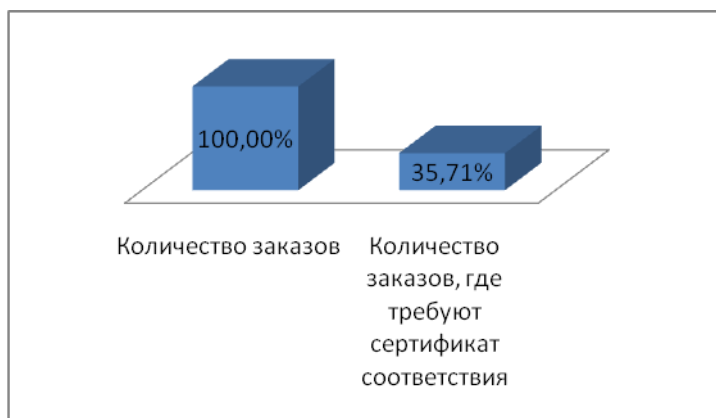 100,00%
35,71%
Количество заказов
Количество
заказов, где
требуют
сертификат
соответствия